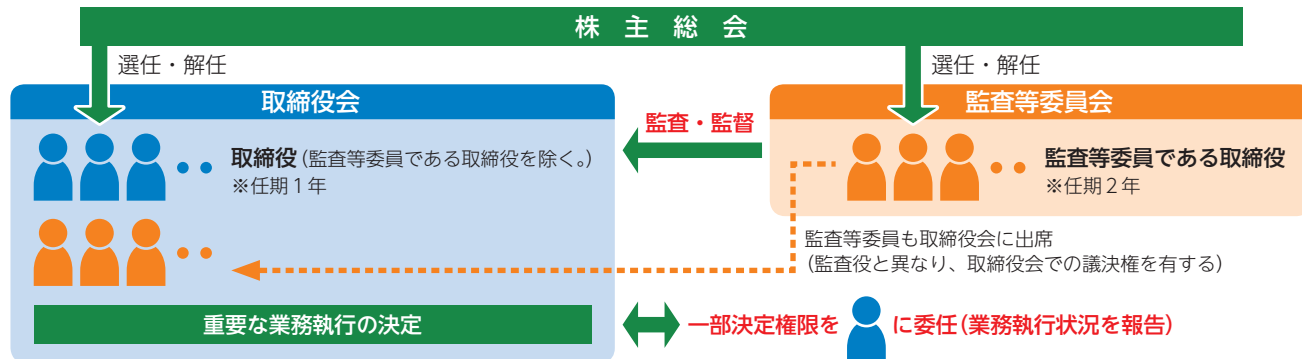 株主総会
選任・解任
選任・解任
取締役会
監査等委員会
監査・監督
取締役(監査等委員である取締役を除く。)
※任期1年
監査等委員である取締役
※任期2年
監査等委員も取締役会に出席
(監査役と異なり、取締役会での議決権を有する)
重要な業務執行の決定
一部決定権限を に委任(業務執行状況を報告)